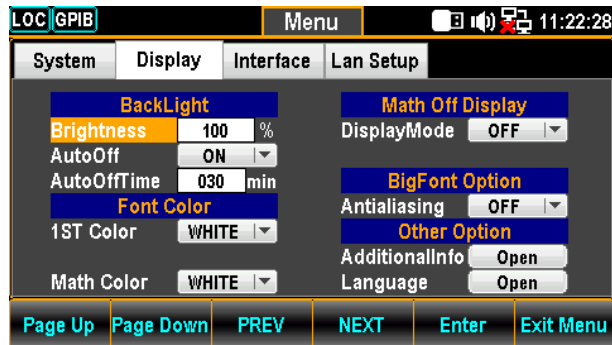 LOC GPIB Menu 11:22:28
System Display Interface Lan Setup
BackLight
Brightness 100 %
AutoOff ON
AutoOffTime 030 min
Font Color
1ST Color WHITE
Math Color WHITE
Math Off Display
DisplayMode OFF
BigFont Option
Antialiasing OFF
Other Option
AdditionalInfo Open
Language Open
Page Up Page Down PREV NEXT Enter Exit Menu